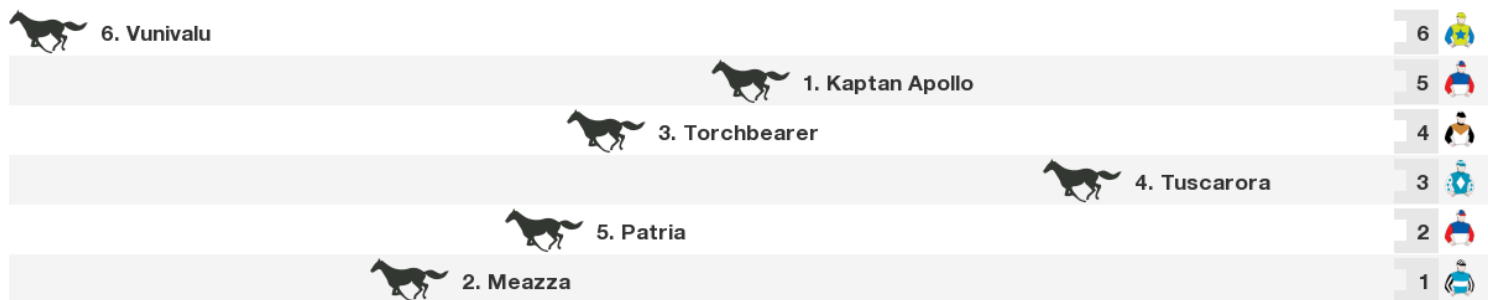 6. Vunivalu 6
1. Kaptan Apollo 5
3. Torchbearer 4
4. Tuscarora 3
5. Patria 2
2. Meazza 1